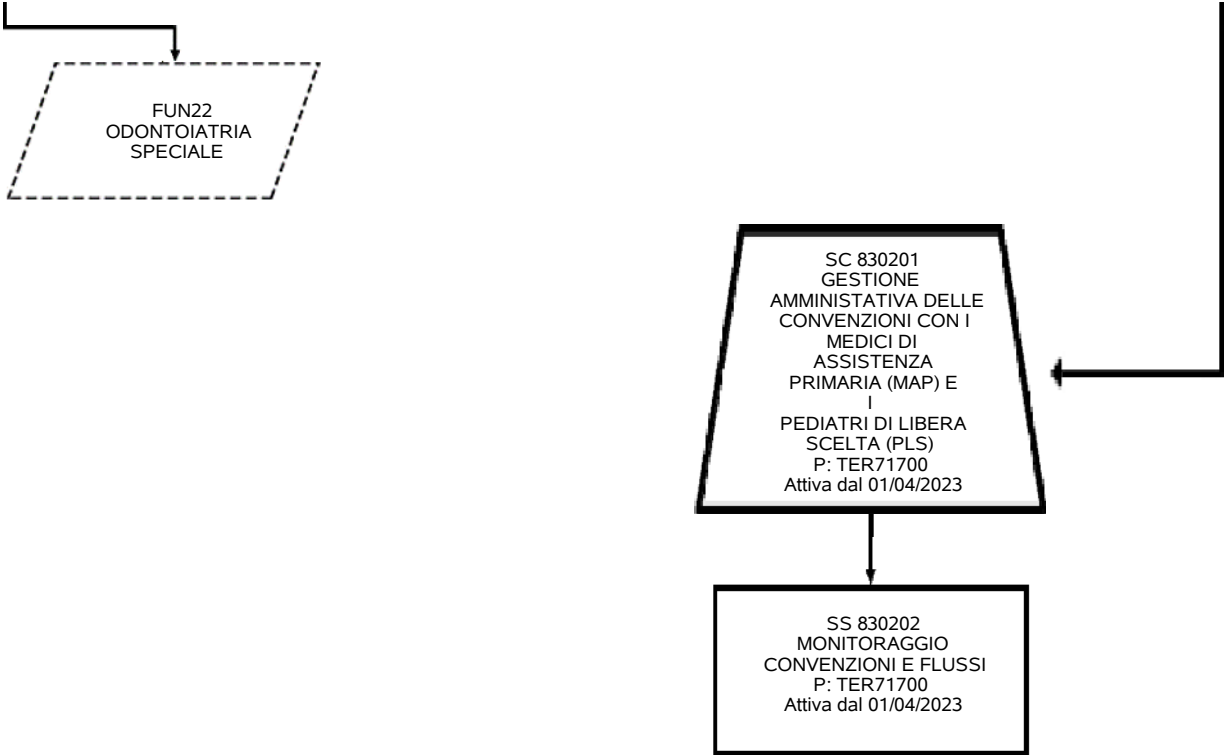 FUN22
ODONTOIATRIA
SPECIALE
SC 830201
GESTIONE
AMMINISTATIVA DELLE
CONVENZIONI CON I
MEDICI DI
ASSISTENZA
PRIMARIA (MAP) E
I
PEDIATRI DI LIBERA
SCELTA (PLS)
P: TER71700
Attiva dal 01/04/2023
SS 830202
MONITORAGGIO
CONVENZIONI E FLUSSI
P: TER71700
Attiva dal 01/04/2023